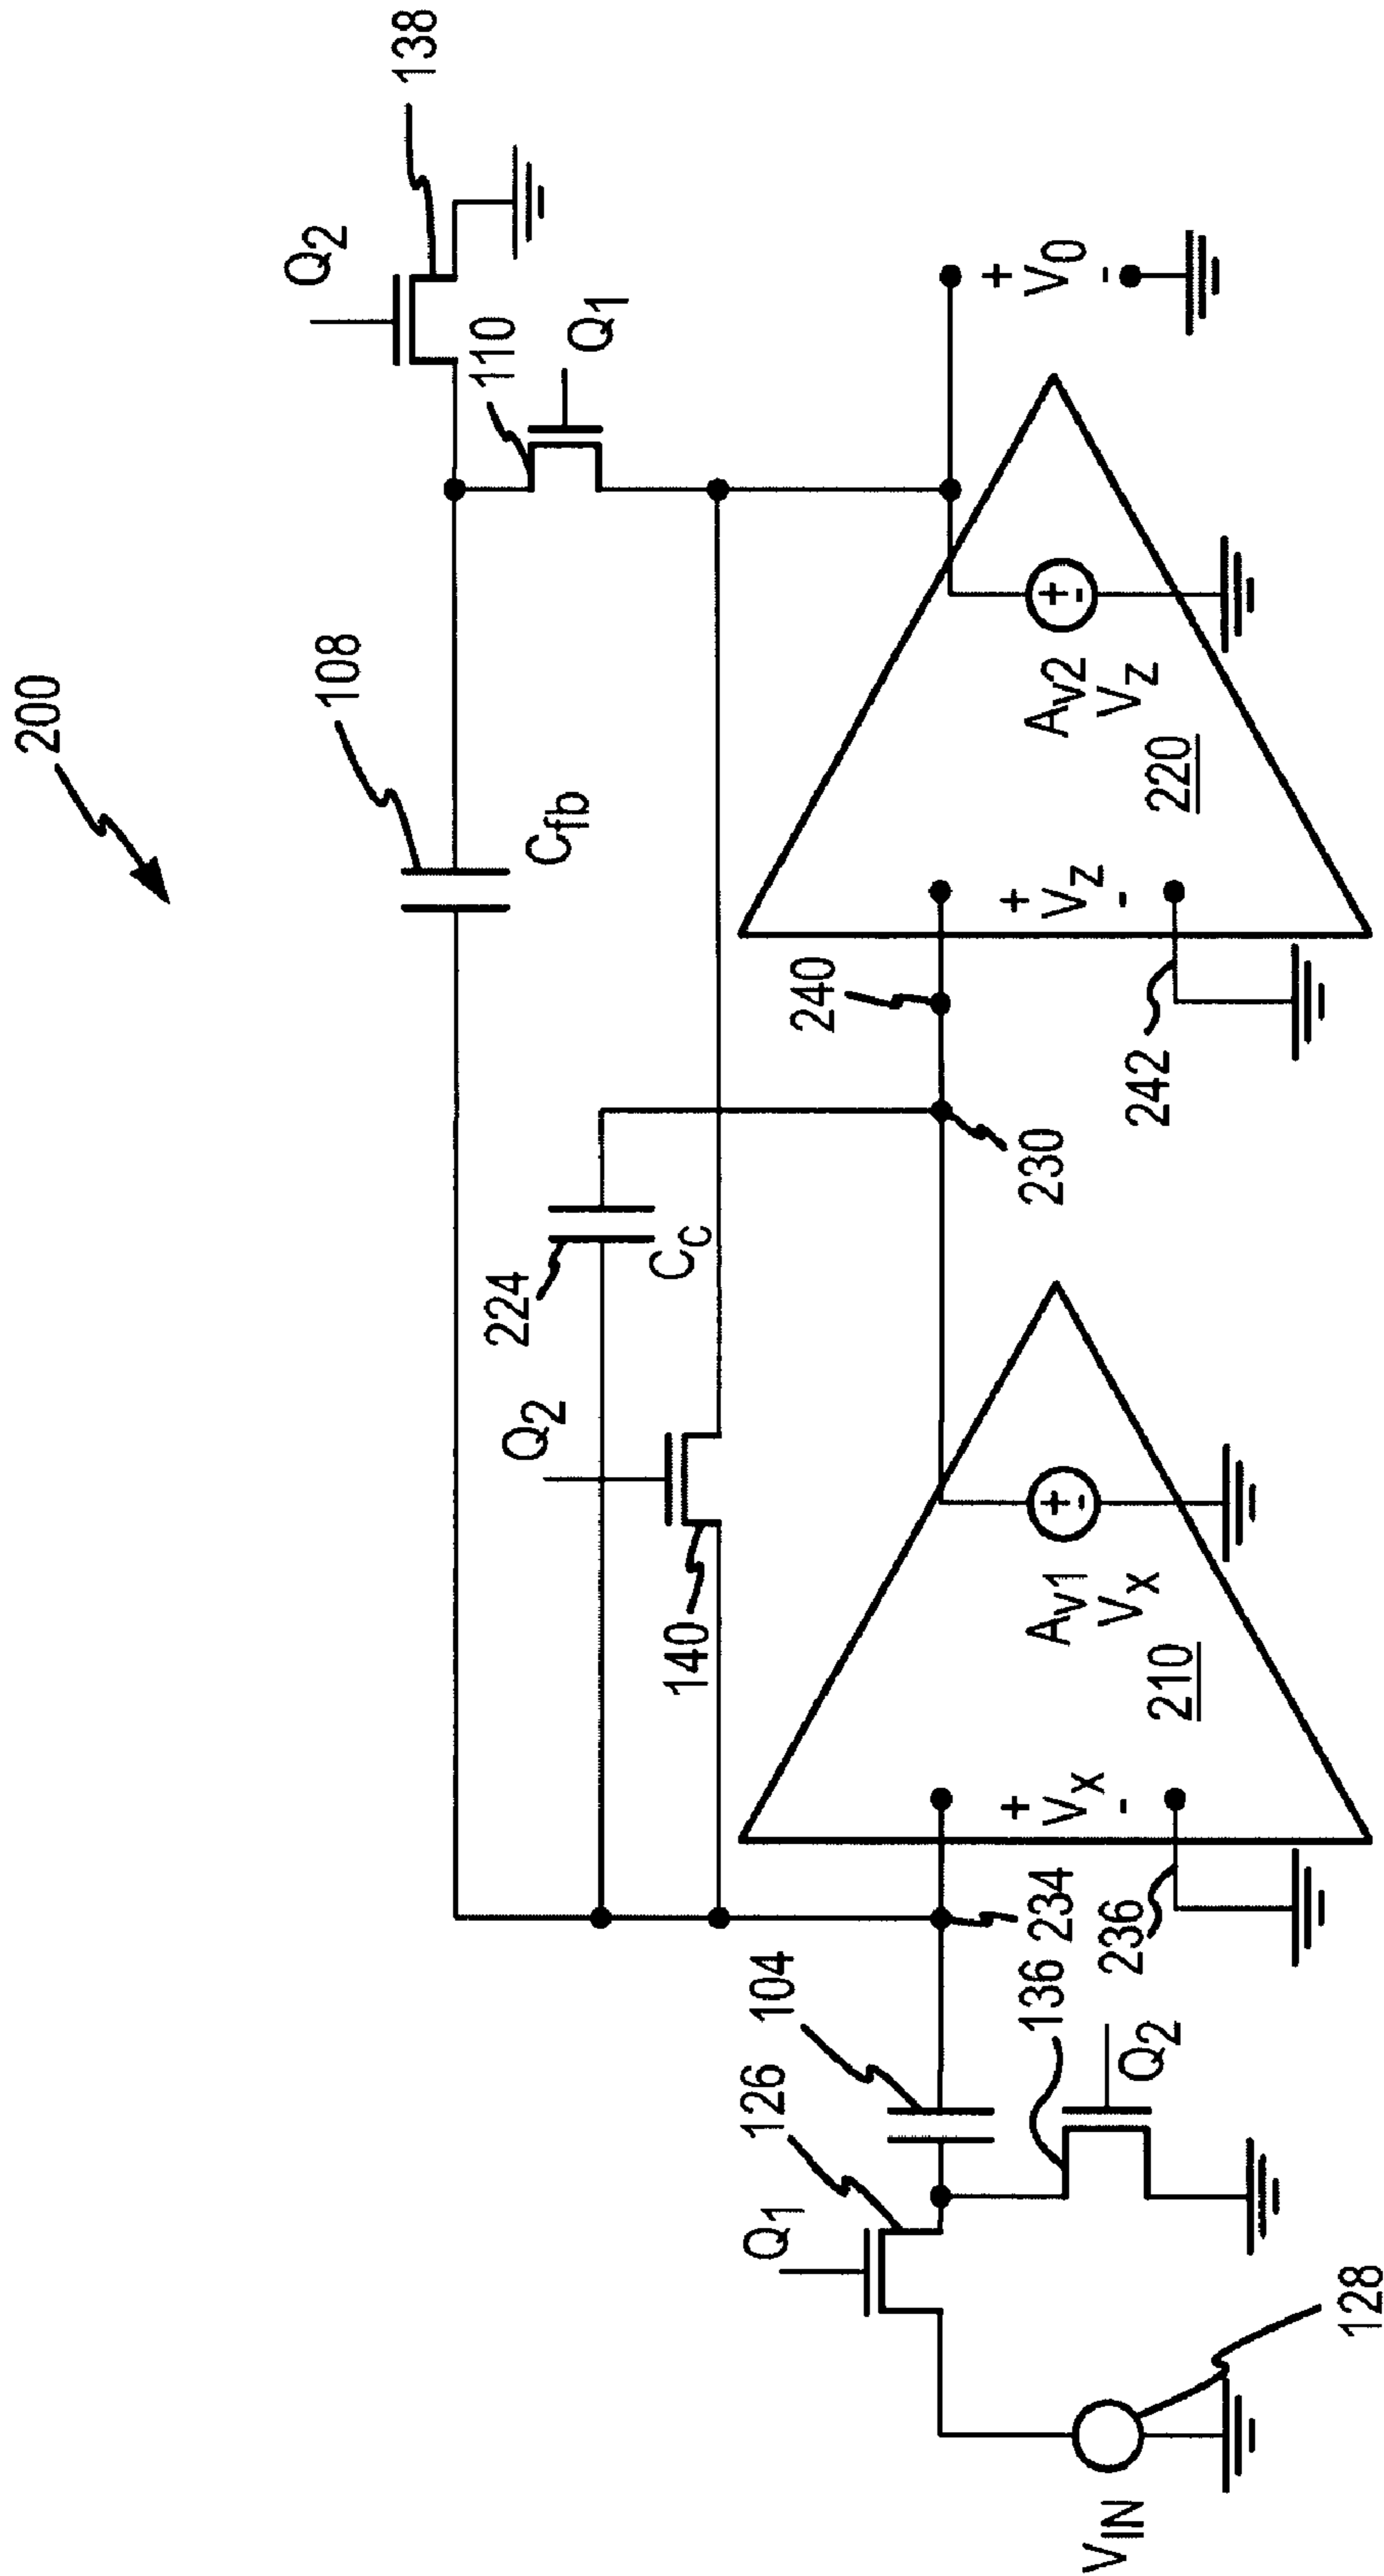 200
Q2
138
108
110
Q1
Cfb
224
Cc
Q2
140
+
V0
-
240
230
242
+
Vz
-
Av2
Vz
220
+
-
104
126
Q1
234
236
136
Q2
+
Vx
-
Av1
Vx
210
+
-
VIN
128